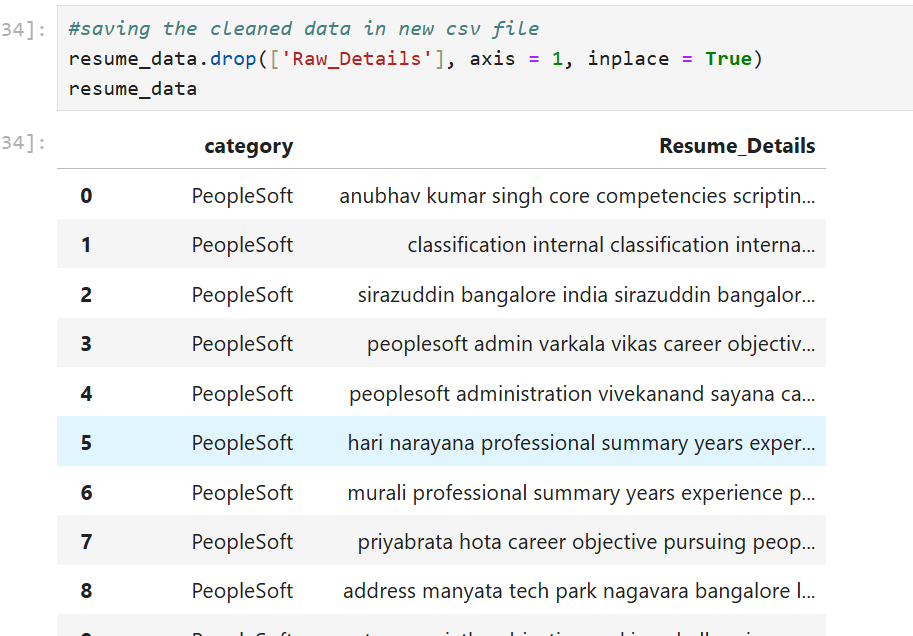 34]: #saving the cleaned data in new csv file
resume_data.drop(['Raw_Details'], axis = 1, inplace = True)
resume_data
34]: category Resume_Details
0 PeopleSoft anubhav kumar singh core competencies scriptin...
1 PeopleSoft classification internal classification interna...
2 PeopleSoft sirazuddin bangalore india sirazuddin bangalor...
3 PeopleSoft peoplesoft admin varkala vikas career objectiv...
4 PeopleSoft peoplesoft administration vivekanand sayana ca...
5 PeopleSoft hari narayana professional summary years exper...
6 PeopleSoft murali professional summary years experience p...
7 PeopleSoft priyabrata hota career objective pursuing peop...
8 PeopleSoft address manyata tech park nagavara bangalore l...